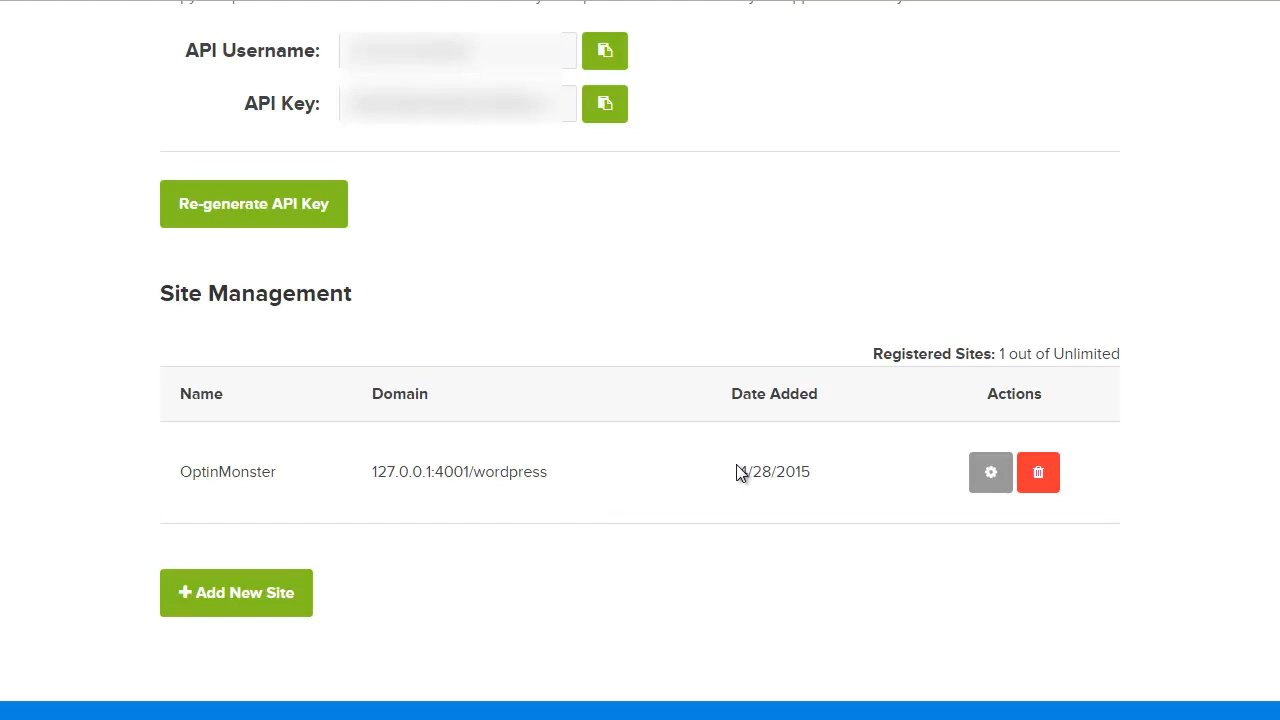 API Username:
API Key:
Re-generate API Key
Site Management
Registered Sites: 1 out of Unlimited
Name Domain Date Added Actions
OptinMonster 127.0.0.1:4001/wordpress /28/2015
Add New Site